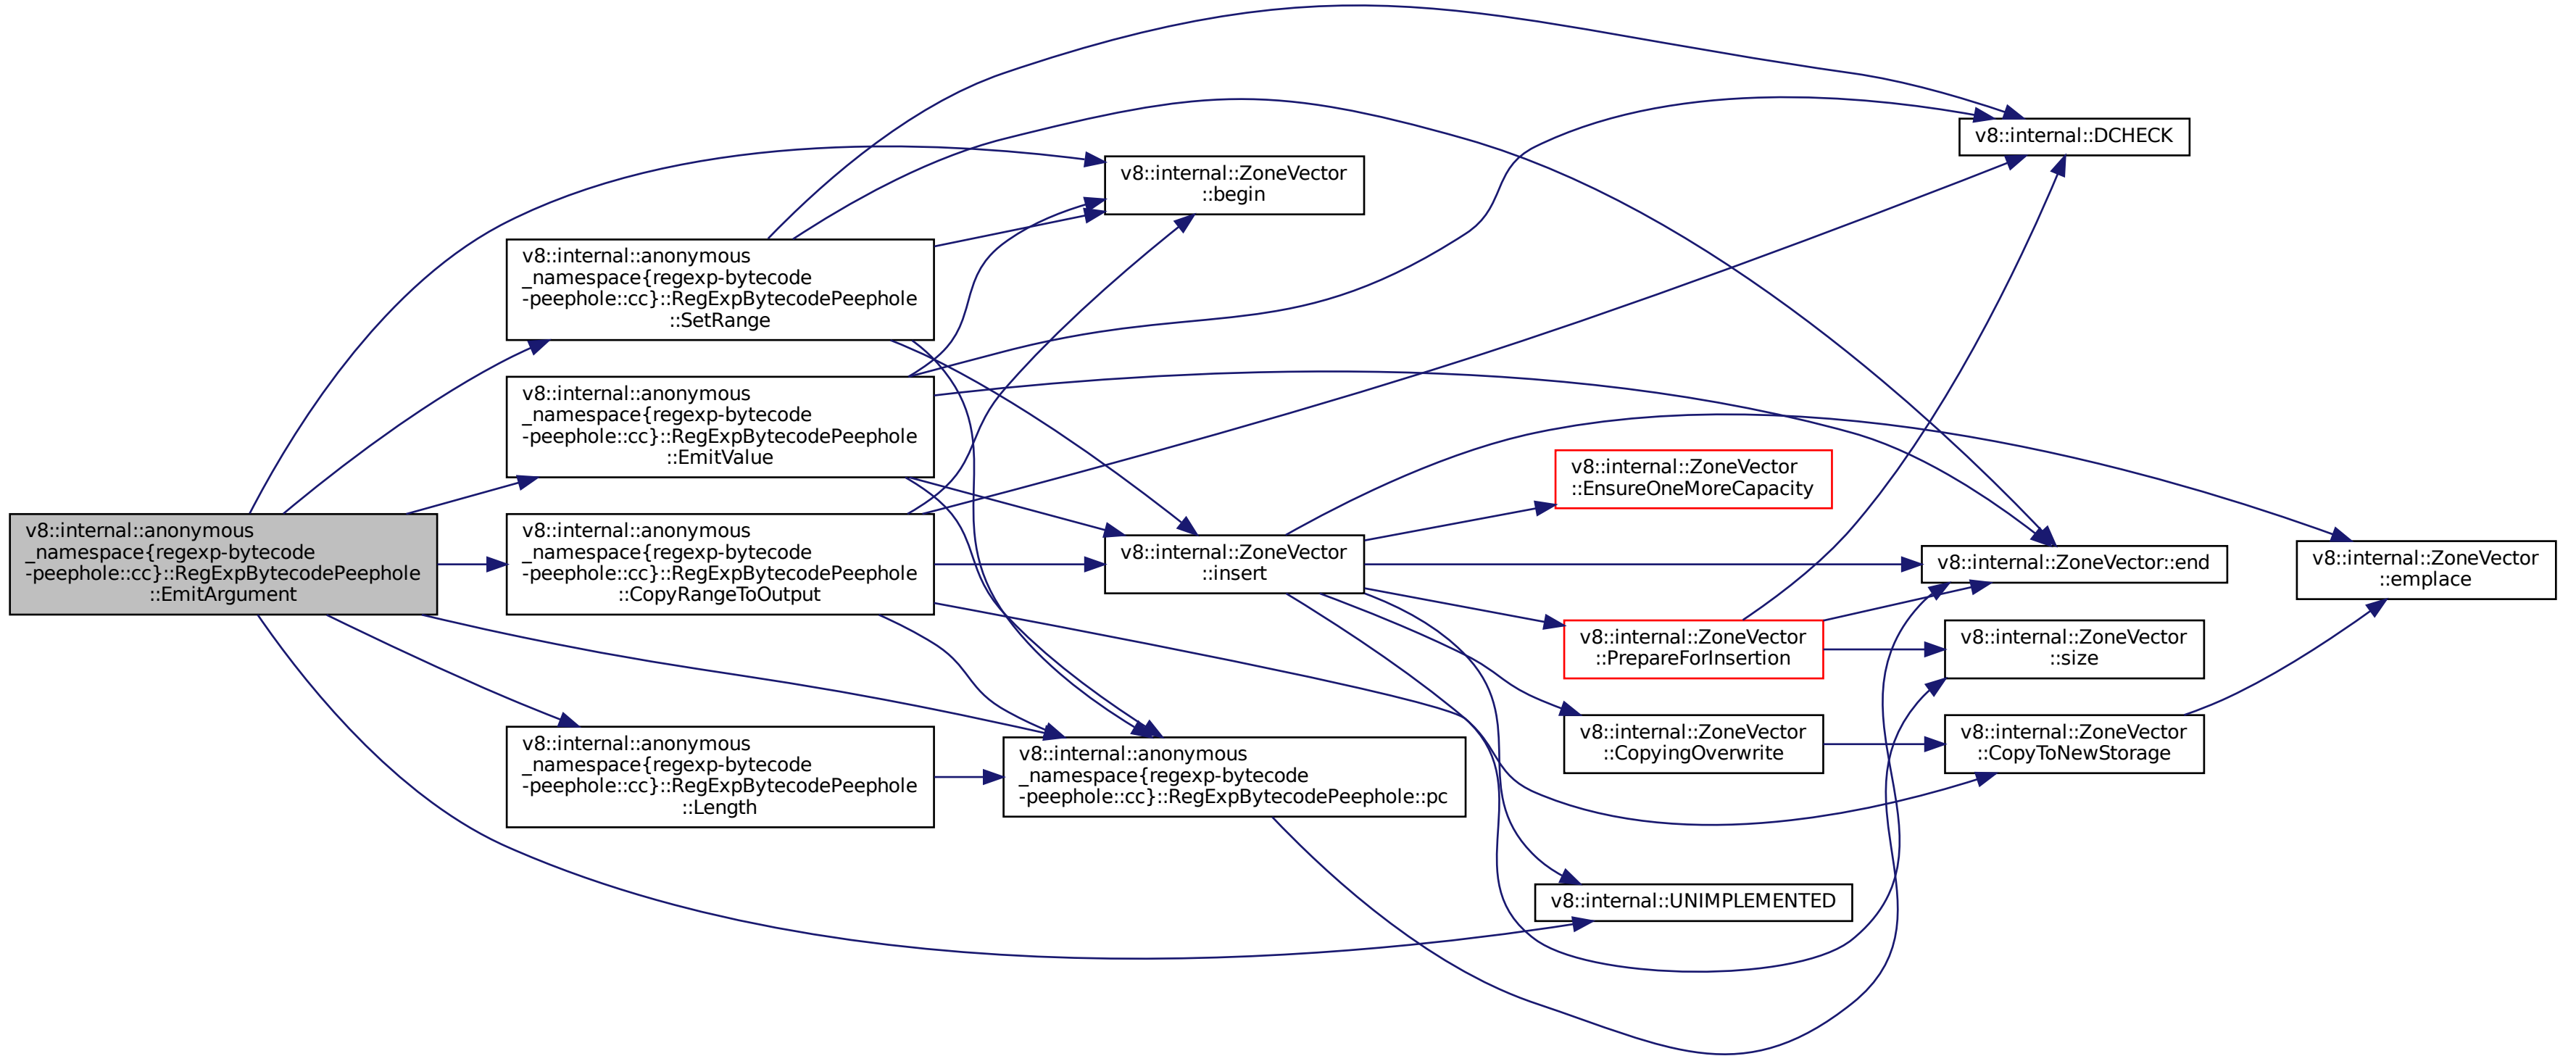 v8::internal::anonymous
_namespace{regexp-bytecode
-peephole::cc}::RegExpBytecodePeephole
::EmitArgument
v8::internal::anonymous
_namespace{regexp-bytecode
-peephole::cc}::RegExpBytecodePeephole
::SetRange
v8::internal::anonymous
_namespace{regexp-bytecode
-peephole::cc}::RegExpBytecodePeephole
::EmitValue
v8::internal::anonymous
_namespace{regexp-bytecode
-peephole::cc}::RegExpBytecodePeephole
::CopyRangeToOutput
v8::internal::anonymous
_namespace{regexp-bytecode
-peephole::cc}::RegExpBytecodePeephole
::Length
v8::internal::ZoneVector
::begin
v8::internal::ZoneVector
::insert
v8::internal::anonymous
_namespace{regexp-bytecode
-peephole::cc}::RegExpBytecodePeephole::pc
v8::internal::ZoneVector
::EnsureOneMoreCapacity
v8::internal::ZoneVector
::PrepareForInsertion
v8::internal::ZoneVector
::CopyingOverwrite
v8::internal::UNIMPLEMENTED
v8::internal::DCHECK
v8::internal::ZoneVector::end
v8::internal::ZoneVector
::size
v8::internal::ZoneVector
::CopyToNewStorage
v8::internal::ZoneVector
::emplace